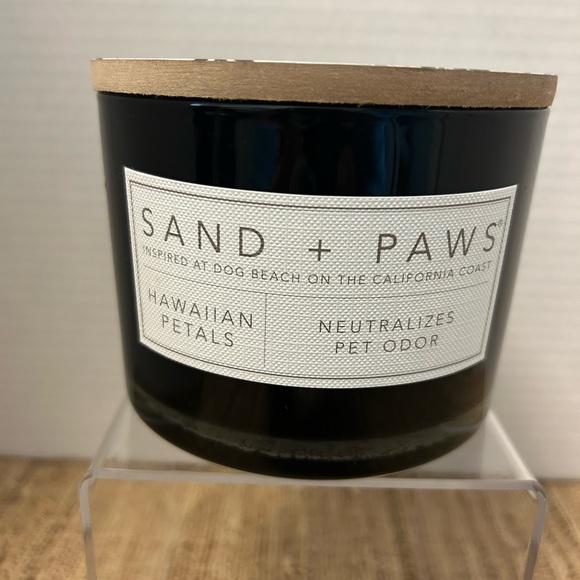 SAND + PAWS®
INSPIRED AT DOG BEACH ON THE CALIFORNIA COAST
HAWAIIAN
PETALS
NEUTRALIZES
PET ODOR